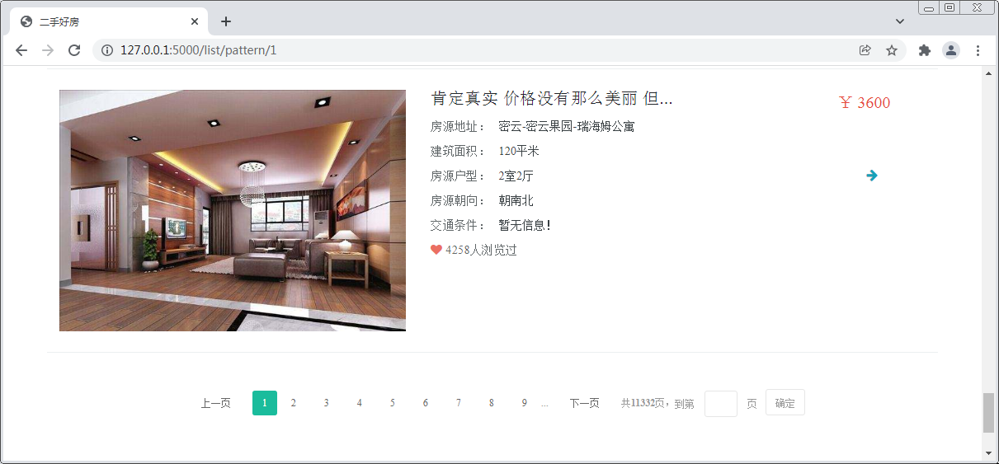 二手好房
127.0.0.1:5000/list/pattern/1
肯定真实 价格没有那么美丽 但...
￥ 3600
房源地址： 密云-密云果园-瑞海姆公寓
建筑面积： 120平米
房源户型： 2室2厅
房源朝向： 朝南北
交通条件： 暂无信息！
4258人浏览过
上一页 1 2 3 4 5 6 7 8 9 ... 下一页 共11332页，到第 页 确定